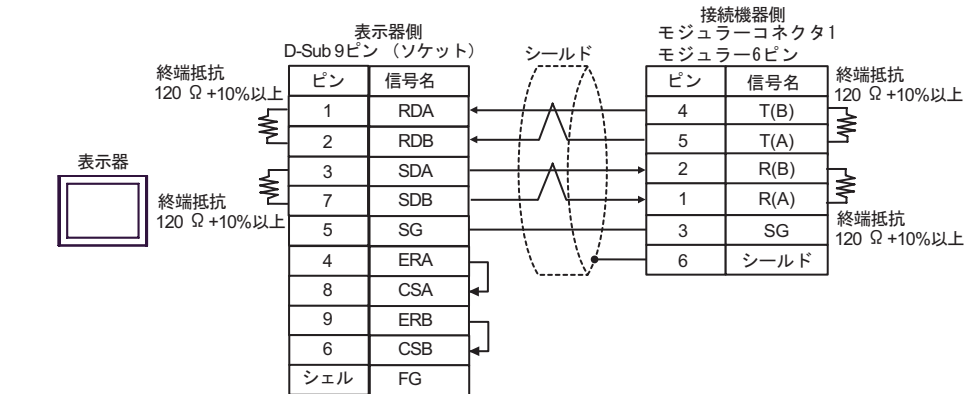 表示器側
D-Sub 9ピン (ソケット)
シールド
接続機器側
モジュラーコネクタ1
モジュラー6ピン
終端抵抗
120 Ω +10%以上
ピン 信号名
1 RDA
2 RDB
3 SDA
7 SDB
5 SG
4 ERA
8 CSA
9 ERB
6 CSB
シェル FG
表示器
終端抵抗
120 Ω +10%以上
ピン 信号名
4 T(B)
5 T(A)
2 R(B)
1 R(A)
3 SG
6 シールド
終端抵抗
120 Ω +10%以上
終端抵抗
120 Ω +10%以上